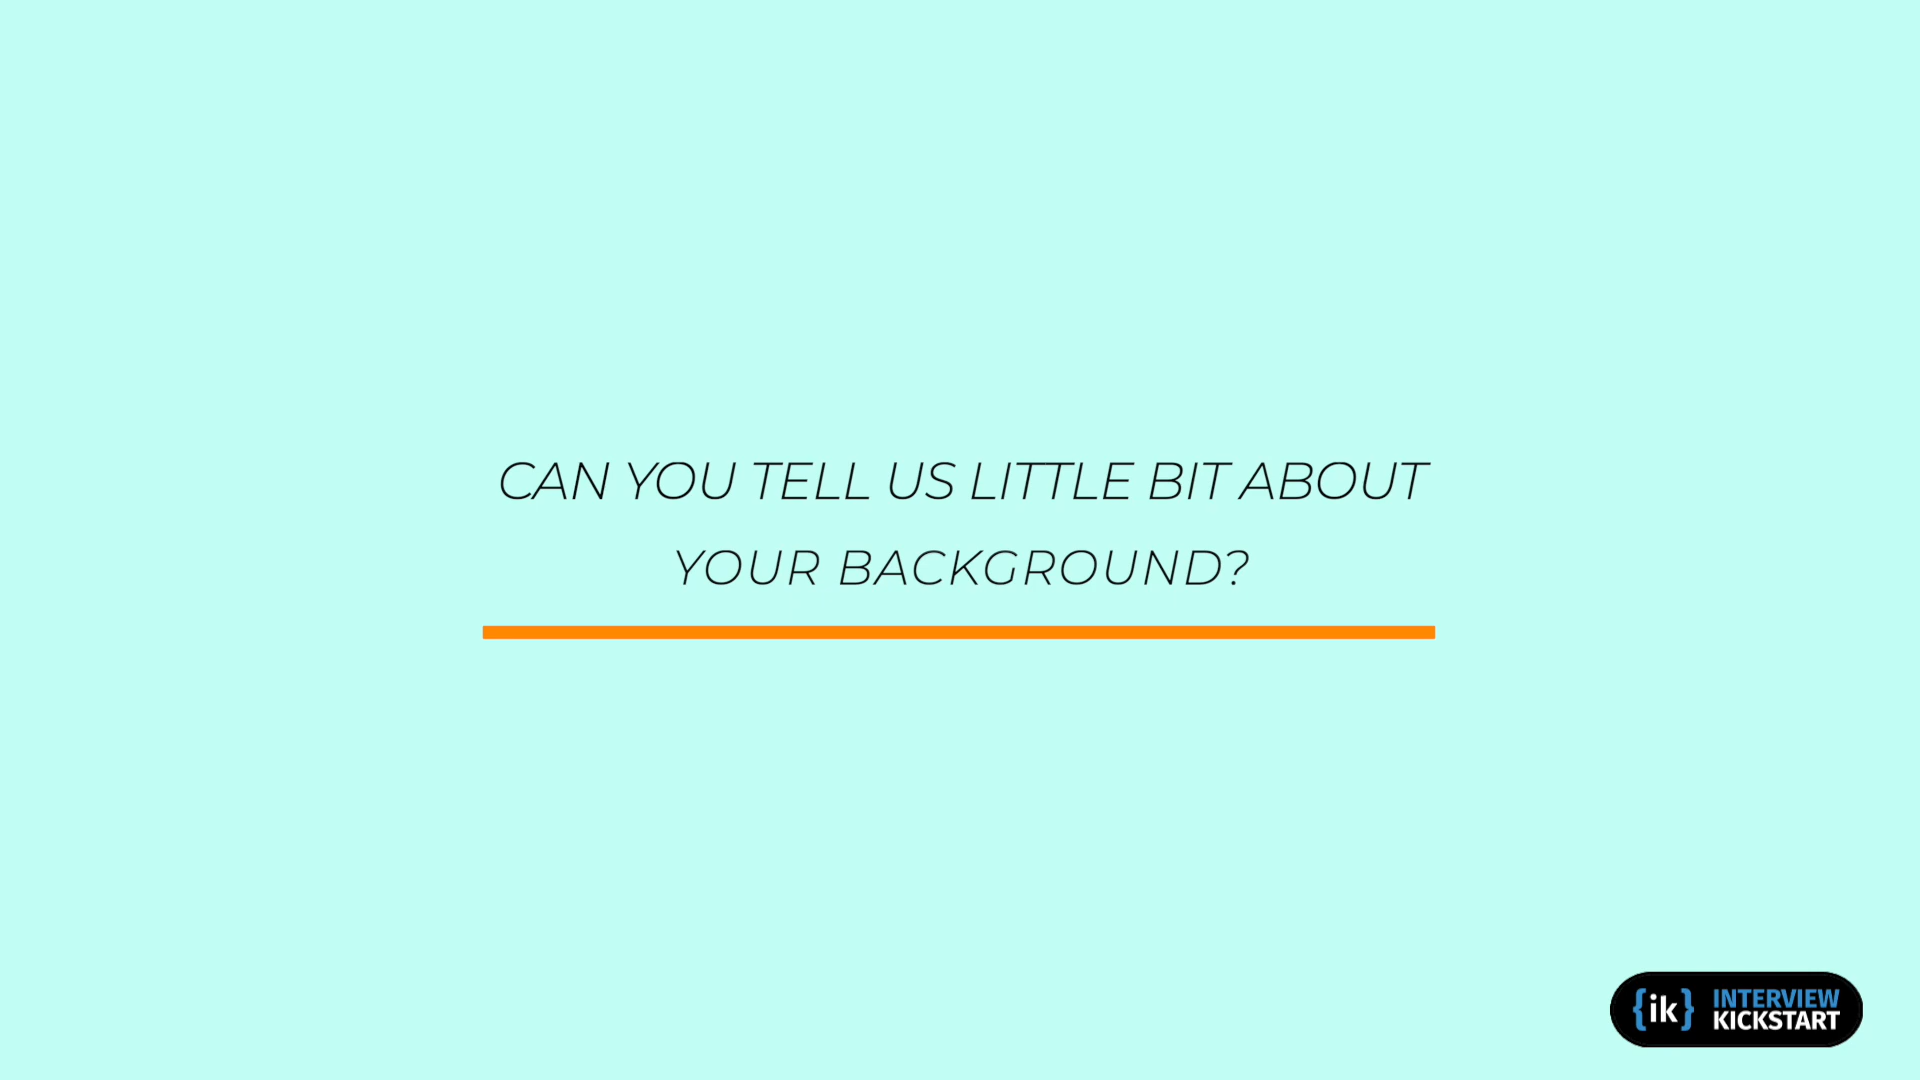 CAN YOU TELL US LITTLE BIT ABOUT
YOUR BACKGROUND?
{ik} INTERVIEW
KICKSTART